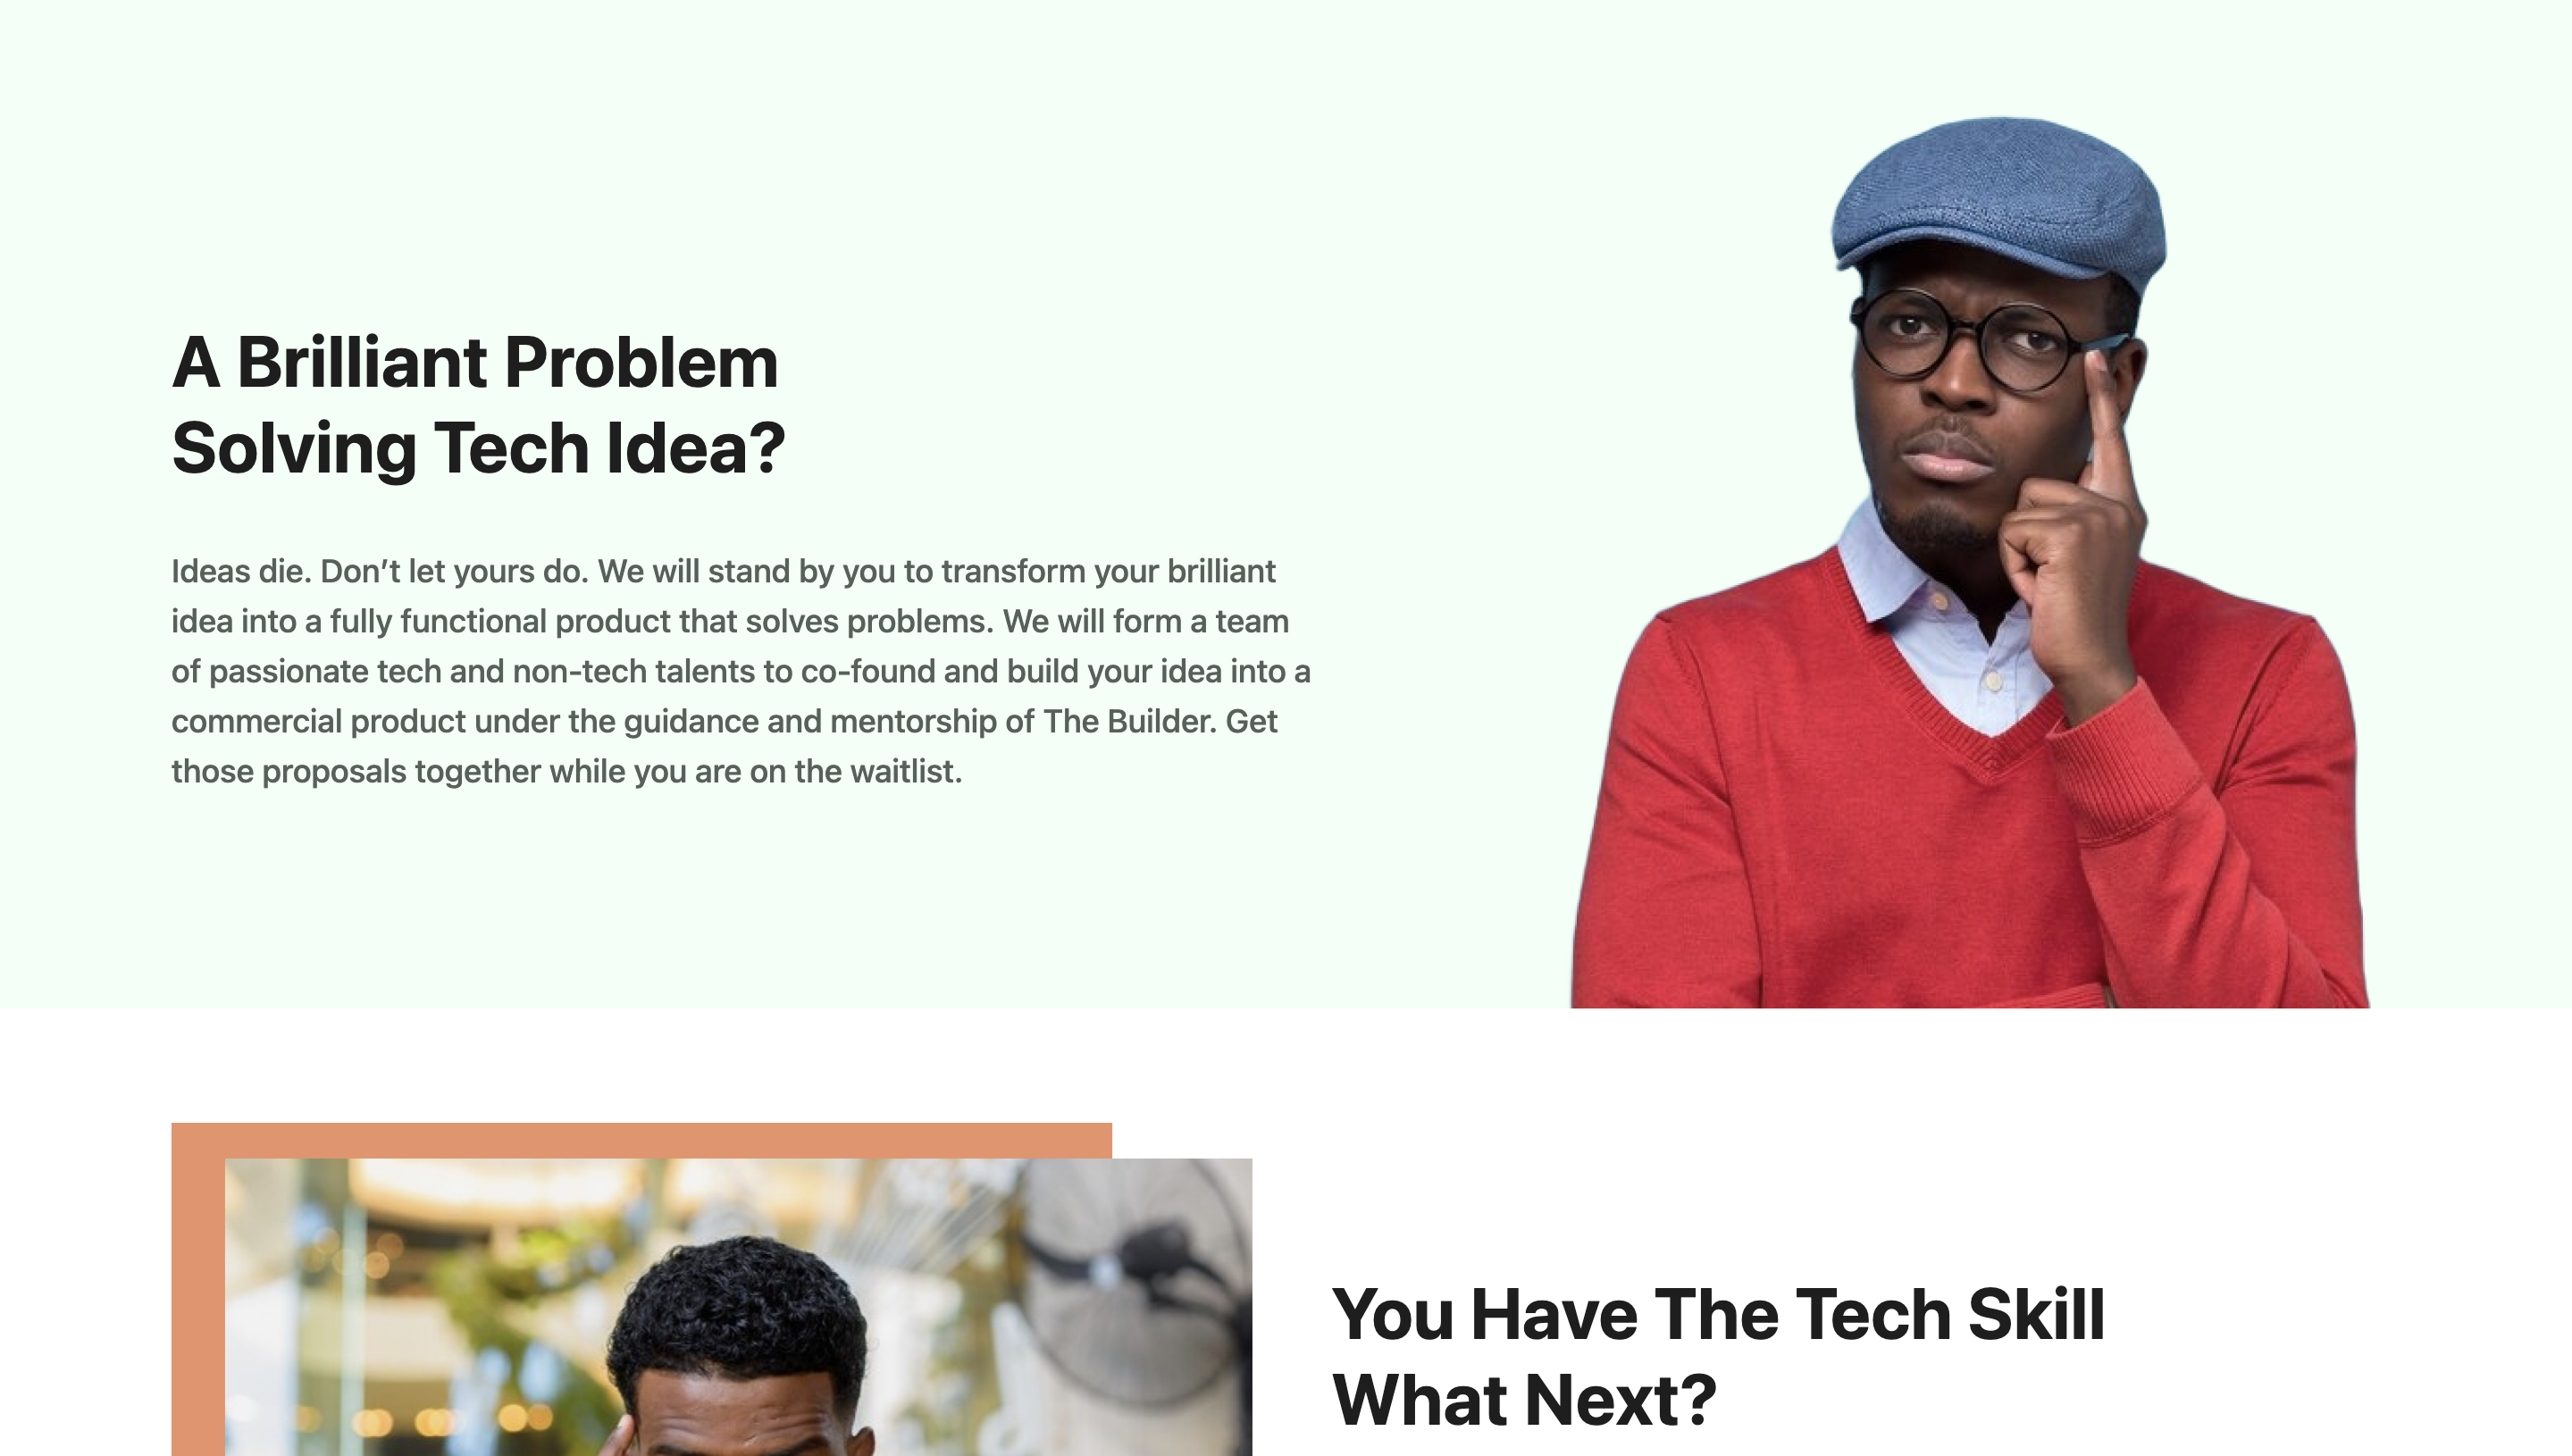 A Brilliant Problem
Solving Tech Idea?
Ideas die. Don’t let yours do. We will stand by you to transform your brilliant
idea into a fully functional product that solves problems. We will form a team
of passionate tech and non-tech talents to co-found and build your idea into a
commercial product under the guidance and mentorship of The Builder. Get
those proposals together while you are on the waitlist.
You Have The Tech Skill
What Next?